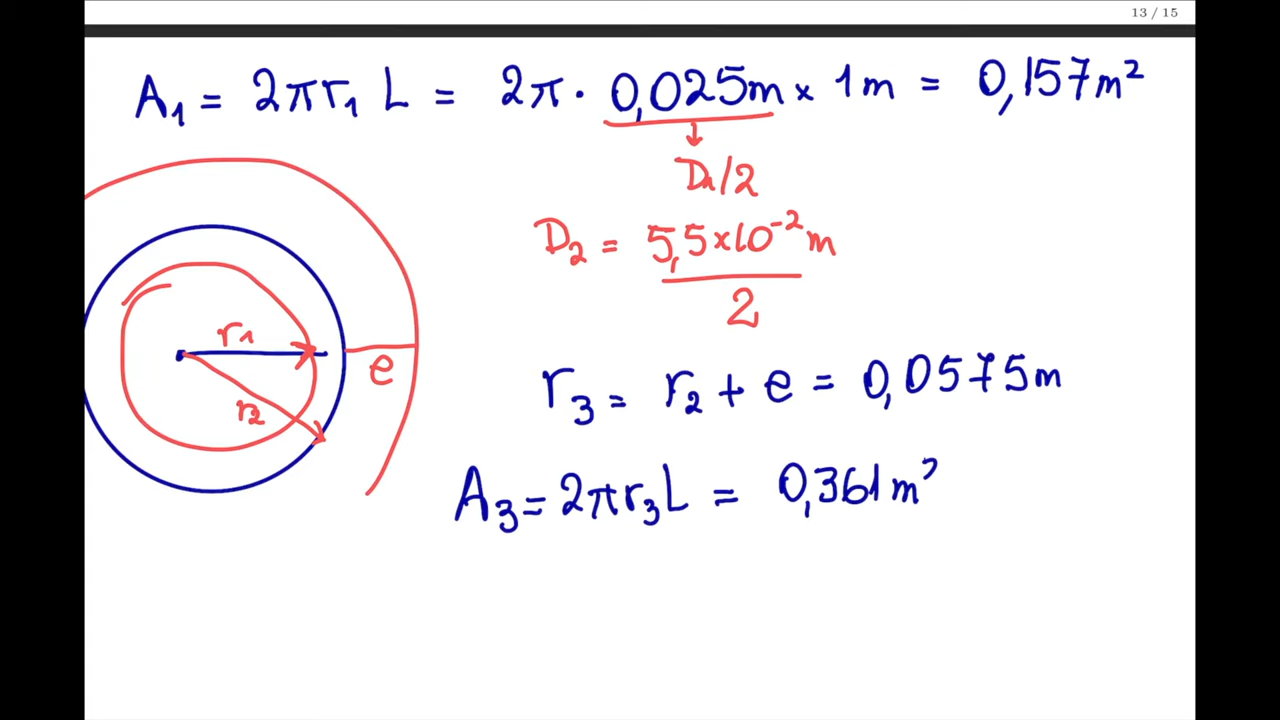 13 / 15
A₁ = 2πr₁ L = 2π · 0,025m × 1m = 0,157m²
D₁/2
D₂ = 5,5×10⁻²m
2
r₁
e
r₂
r₃ = r₂ + e = 0,0575m
A₃ = 2πr₃L = 0,361m²